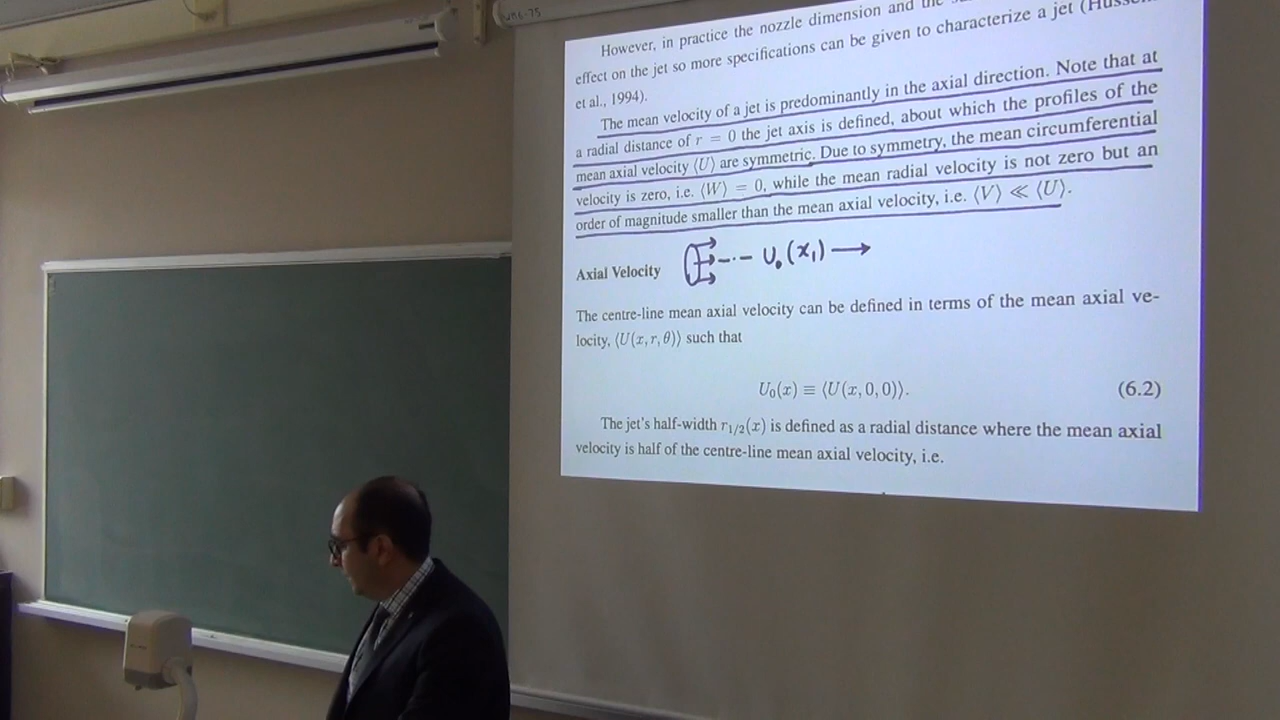 However, in practice the nozzle dimension and the
effect on the jet so more specifications can be given to characterize a jet (Hussein
et al., 1994).
The mean velocity of a jet is predominantly in the axial direction. Note that at
a radial distance of r = 0 the jet axis is defined, about which the profiles of the
mean axial velocity ⟨U⟩ are symmetric. Due to symmetry, the mean circumferential
velocity is zero, i.e. ⟨W⟩ = 0, while the mean radial velocity is not zero but an
order of magnitude smaller than the mean axial velocity, i.e. ⟨V⟩ ≪ ⟨U⟩.
U₀(x₁) →
Axial Velocity
The centre-line mean axial velocity can be defined in terms of the mean axial ve-
locity, ⟨U(x, r, θ)⟩ such that
U₀(x) ≡ ⟨U(x, 0, 0)⟩. (6.2)
The jet's half-width r₁/₂(x) is defined as a radial distance where the mean axial
velocity is half of the centre-line mean axial velocity, i.e.